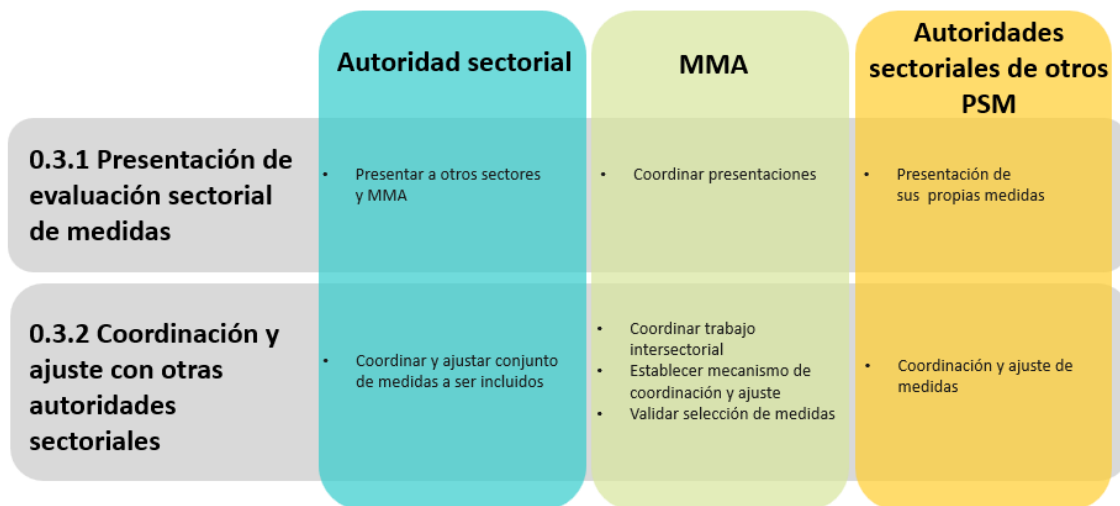 Autoridad sectorial
MMA
Autoridades
sectoriales de otros
PSM
0.3.1 Presentación de
evaluación sectorial
de medidas
• Presentar a otros sectores
y MMA
• Coordinar presentaciones
• Presentación de
sus propias medidas
0.3.2 Coordinación y
ajuste con otras
autoridades
sectoriales
• Coordinar y ajustar conjunto
de medidas a ser incluidos
• Coordinar trabajo
intersectorial
• Establecer mecanismo de
coordinación y ajuste
• Validar selección de medidas
• Coordinación y ajuste de
medidas